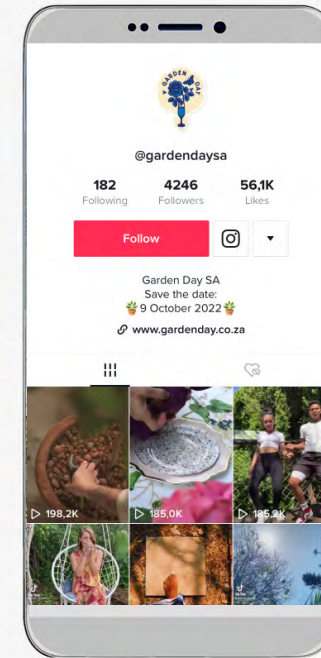 GARDEN DAY
@gardendaysa
182 4246 56,1K
Following Followers Likes
Follow
Garden Day SA
Save the date:
🪴9 October 2022🪴
www.gardenday.co.za
198,2K 185,0K 185,2K